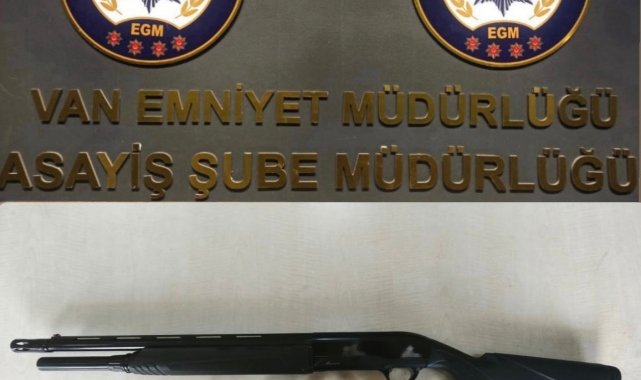 EGM EGM
VAN EMNİYET MÜDÜRLÜĞÜ
ASAYİŞ ŞUBE MÜDÜRLÜĞÜ